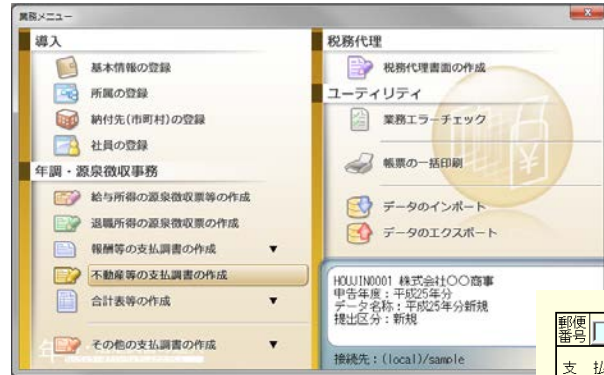 業務メニュー
導入
基本情報の登録
所属の登録
納付先(市町村)の登録
社員の登録
年調・源泉徴収事務
給与所得の源泉徴収票等の作成
退職所得の源泉徴収票の作成
報酬等の支払調書の作成 ▼
不動産等の支払調書の作成
合計表等の作成 ▼
その他の支払調書の作成 ▼
税務代理
税務代理書面の作成
ユーティリティ
業務エラーチェック
帳票の一括印刷
データのインポート
データのエクスポート
HOUJIN0001 株式会社〇〇商事
申告年度：平成25年分
データ名称：平成25年分新規
提出区分：新規
接続先：(local)/sample
郵便
番号
支 払